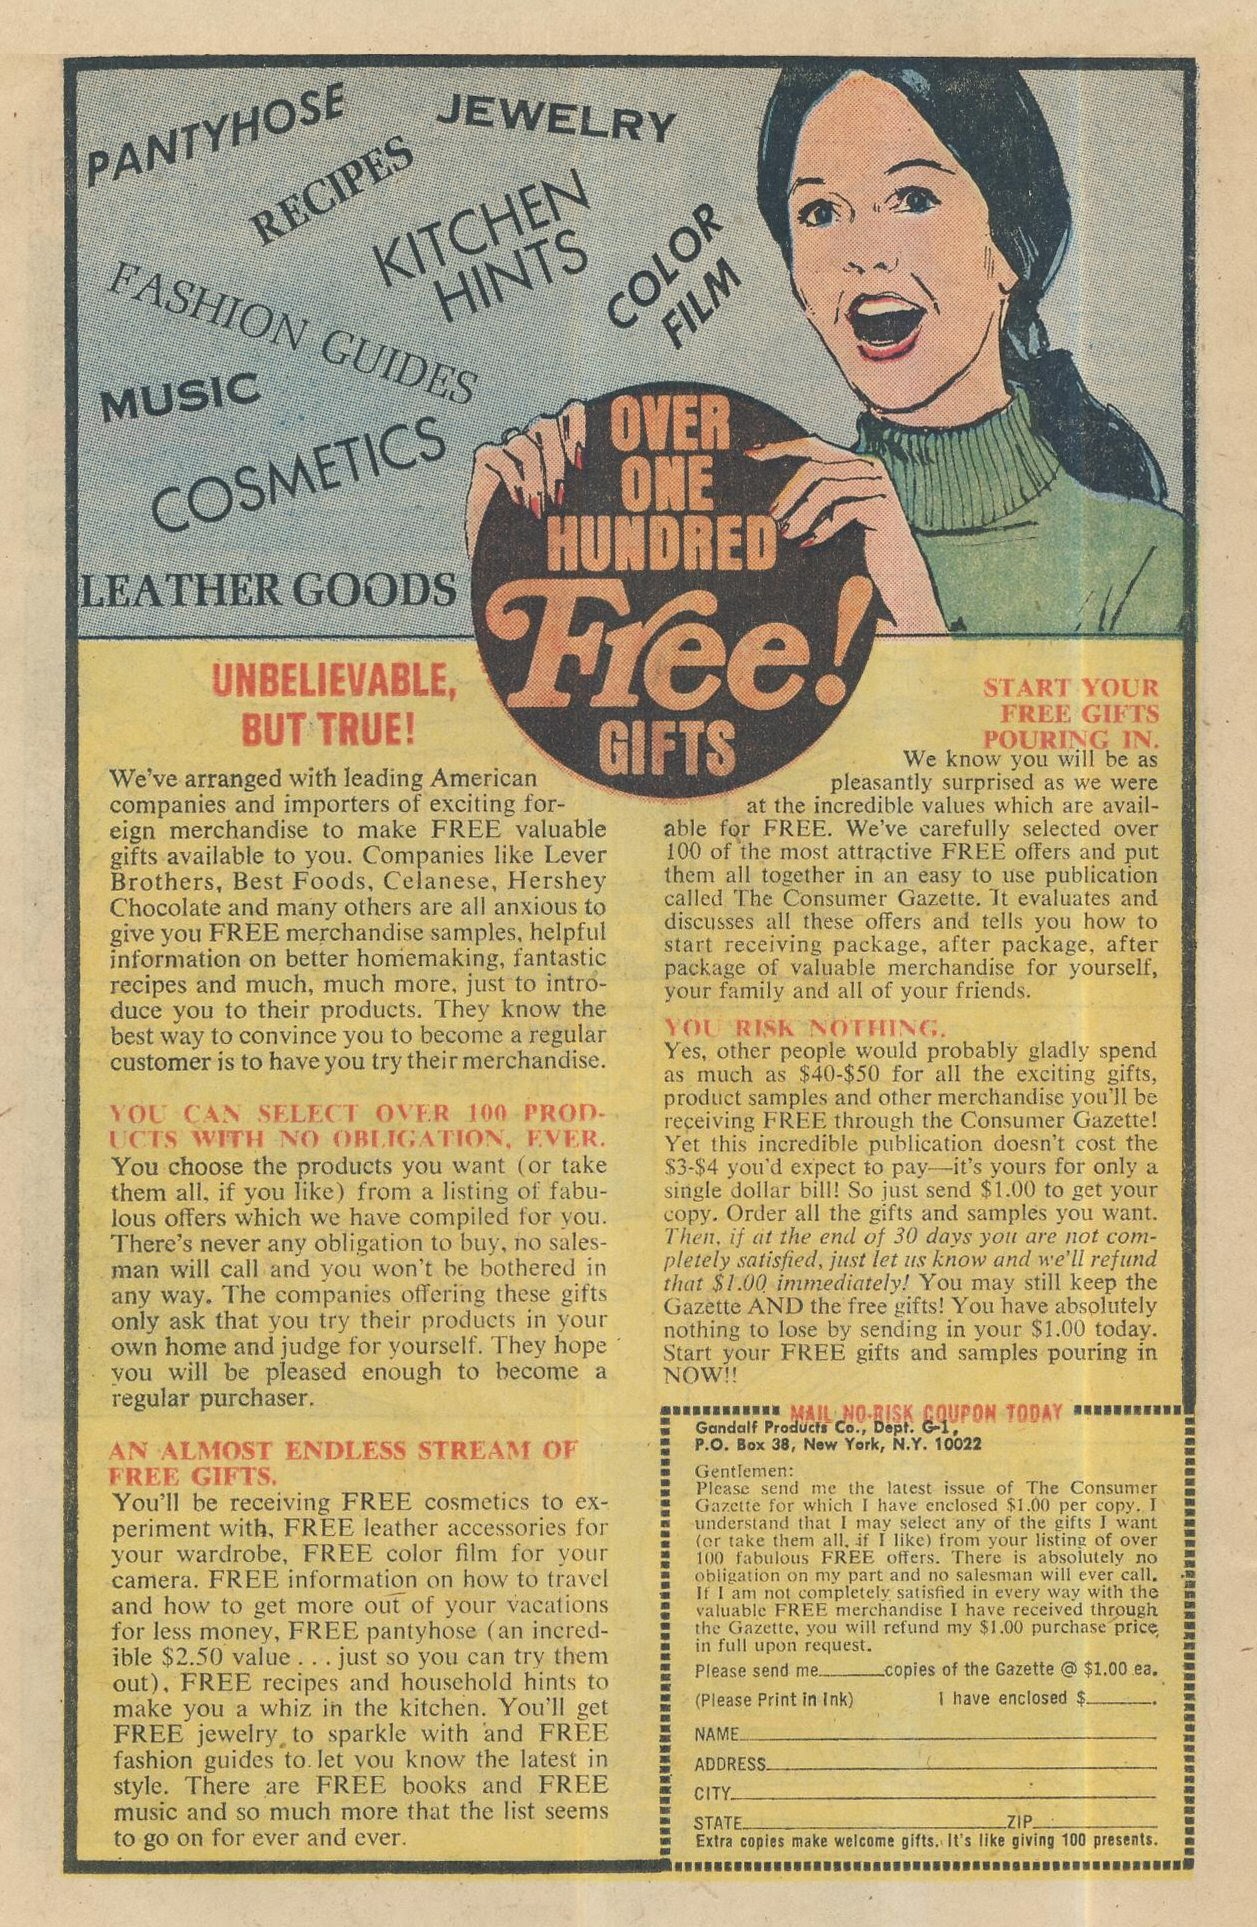 PANTYHOSE
JEWELRY
RECIPES
KITCHEN
HINTS
COLOR
FILM
FASHION GUIDES
MUSIC
COSMETICS
LEATHER GOODS
OVER
ONE
HUNDRED
Free!
GIFTS
UNBELIEVABLE,
BUT TRUE!
We've arranged with leading American
companies and importers of exciting for-
eign merchandise to make FREE valuable
gifts available to you. Companies like Lever
Brothers, Best Foods, Celanese, Hershey
Chocolate and many others are all anxious to
give you FREE merchandise samples, helpful
information on better homemaking, fantastic
recipes and much, much more, just to intro-
duce you to their products. They know the
best way to convince you to become a regular
customer is to have you try their merchandise.
YOU CAN SELECT OVER 100 PROD-
UCTS WITH NO OBLIGATION, EVER.
You choose the products you want (or take
them all, if you like) from a listing of fabu-
lous offers which we have compiled for you.
There's never any obligation to buy, no sales-
man will call and you won't be bothered in
any way. The companies offering these gifts
only ask that you try their products in your
own home and judge for yourself. They hope
you will be pleased enough to become a
regular purchaser.
AN ALMOST ENDLESS STREAM OF
FREE GIFTS.
You'll be receiving FREE cosmetics to ex-
periment with, FREE leather accessories for
your wardrobe, FREE color film for your
camera. FREE information on how to travel
and how to get more out of your vacations
for less money, FREE pantyhose (an incred-
ible $2.50 value . . . just so you can try them
out), FREE recipes and household hints to
make you a whiz in the kitchen. You'll get
FREE jewelry to sparkle with and FREE
fashion guides to let you know the latest in
style. There are FREE books and FREE
music and so much more that the list seems
to go on for ever and ever.
START YOUR
FREE GIFTS
POURING IN.
We know you will be as
pleasantly surprised as we were
at the incredible values which are avail-
able for FREE. We've carefully selected over
100 of the most attractive FREE offers and put
them all together in an easy to use publication
called The Consumer Gazette. It evaluates and
discusses all these offers and tells you how to
start receiving package, after package, after
package of valuable merchandise for yourself,
your family and all of your friends.
YOU RISK NOTHING.
Yes, other people would probably gladly spend
as much as $40-$50 for all the exciting gifts,
product samples and other merchandise you'll be
receiving FREE through the Consumer Gazette!
Yet this incredible publication doesn't cost the
$3-$4 you'd expect to pay—it's yours for only a
single dollar bill! So just send $1.00 to get your
copy. Order all the gifts and samples you want.
Then, if at the end of 30 days you are not com-
pletely satisfied, just let us know and we'll refund
that $1.00 immediately! You may still keep the
Gazette AND the free gifts! You have absolutely
nothing to lose by sending in your $1.00 today.
Start your FREE gifts and samples pouring in
NOW!!
MAIL NO-RISK COUPON TODAY
Gandalf Products Co., Dept. G-1,
P.O. Box 38, New York, N.Y. 10022
Gentlemen:
Please send me the latest issue of The Consumer
Gazette for which I have enclosed $1.00 per copy. I
understand that I may select any of the gifts I want
(or take them all, if I like) from your listing of over
100 fabulous FREE offers. There is absolutely no
obligation on my part and no salesman will ever call.
If I am not completely satisfied in every way with the
valuable FREE merchandise I have received through
the Gazette, you will refund my $1.00 purchase price
in full upon request.
Please send me______copies of the Gazette @ $1.00 ea.
(Please Print in Ink) I have enclosed $______.
NAME
ADDRESS
CITY
STATE ZIP
Extra copies make welcome gifts. It's like giving 100 presents.